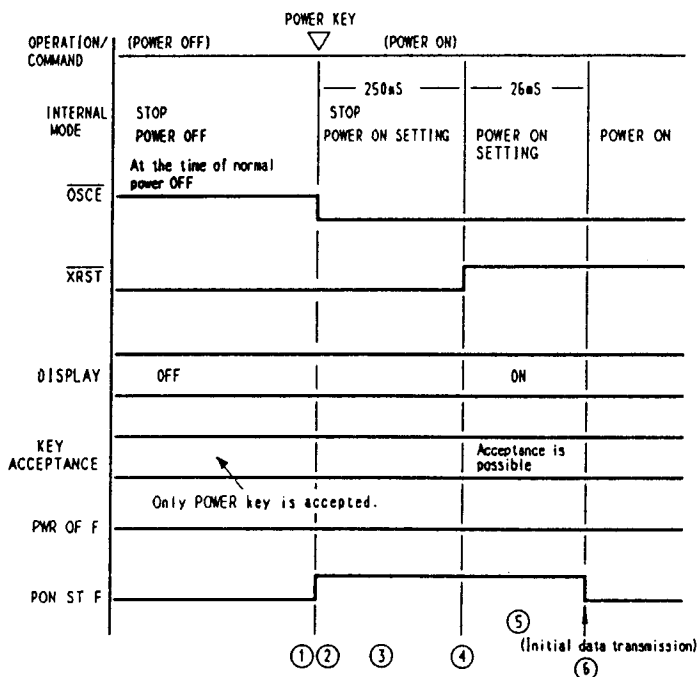 POWER KEY
OPERATION/ (POWER OFF) (POWER ON)
COMMAND
250mS 26mS
INTERNAL STOP STOP
MODE POWER OFF POWER ON SETTING POWER ON POWER ON
SETTING
At the time of normal
power OFF
OSCE
XRST
DISPLAY OFF ON
KEY Acceptance is
ACCEPTANCE possible
Only POWER key is accepted.
PWR OF F
PON ST F
⑤
(Initial data transmission)
① ② ③ ④ ⑥